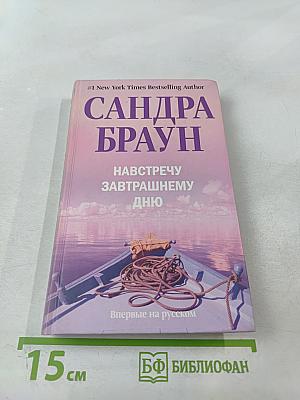 #1 New York Times Bestselling Author
САНДРА
БРАУН
НАВСТРЕЧУ
ЗАВТРАШНЕМУ
ДНЮ
Впервые на русском
15 см
БФ БИБЛИОФАН